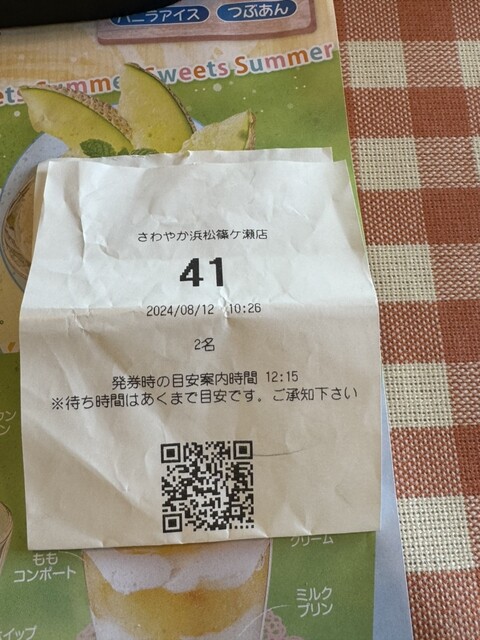 バニラアイス つぶあん
ets Summer Sweets Summer
さわやか浜松篠ケ瀬店
41
2024/08/12 10:26
2名
発券時の目安案内時間 12:15
※待ち時間はあくまで目安です。ご承知下さい
もも
コンポート
クリーム
ミルク
プリン
イップ